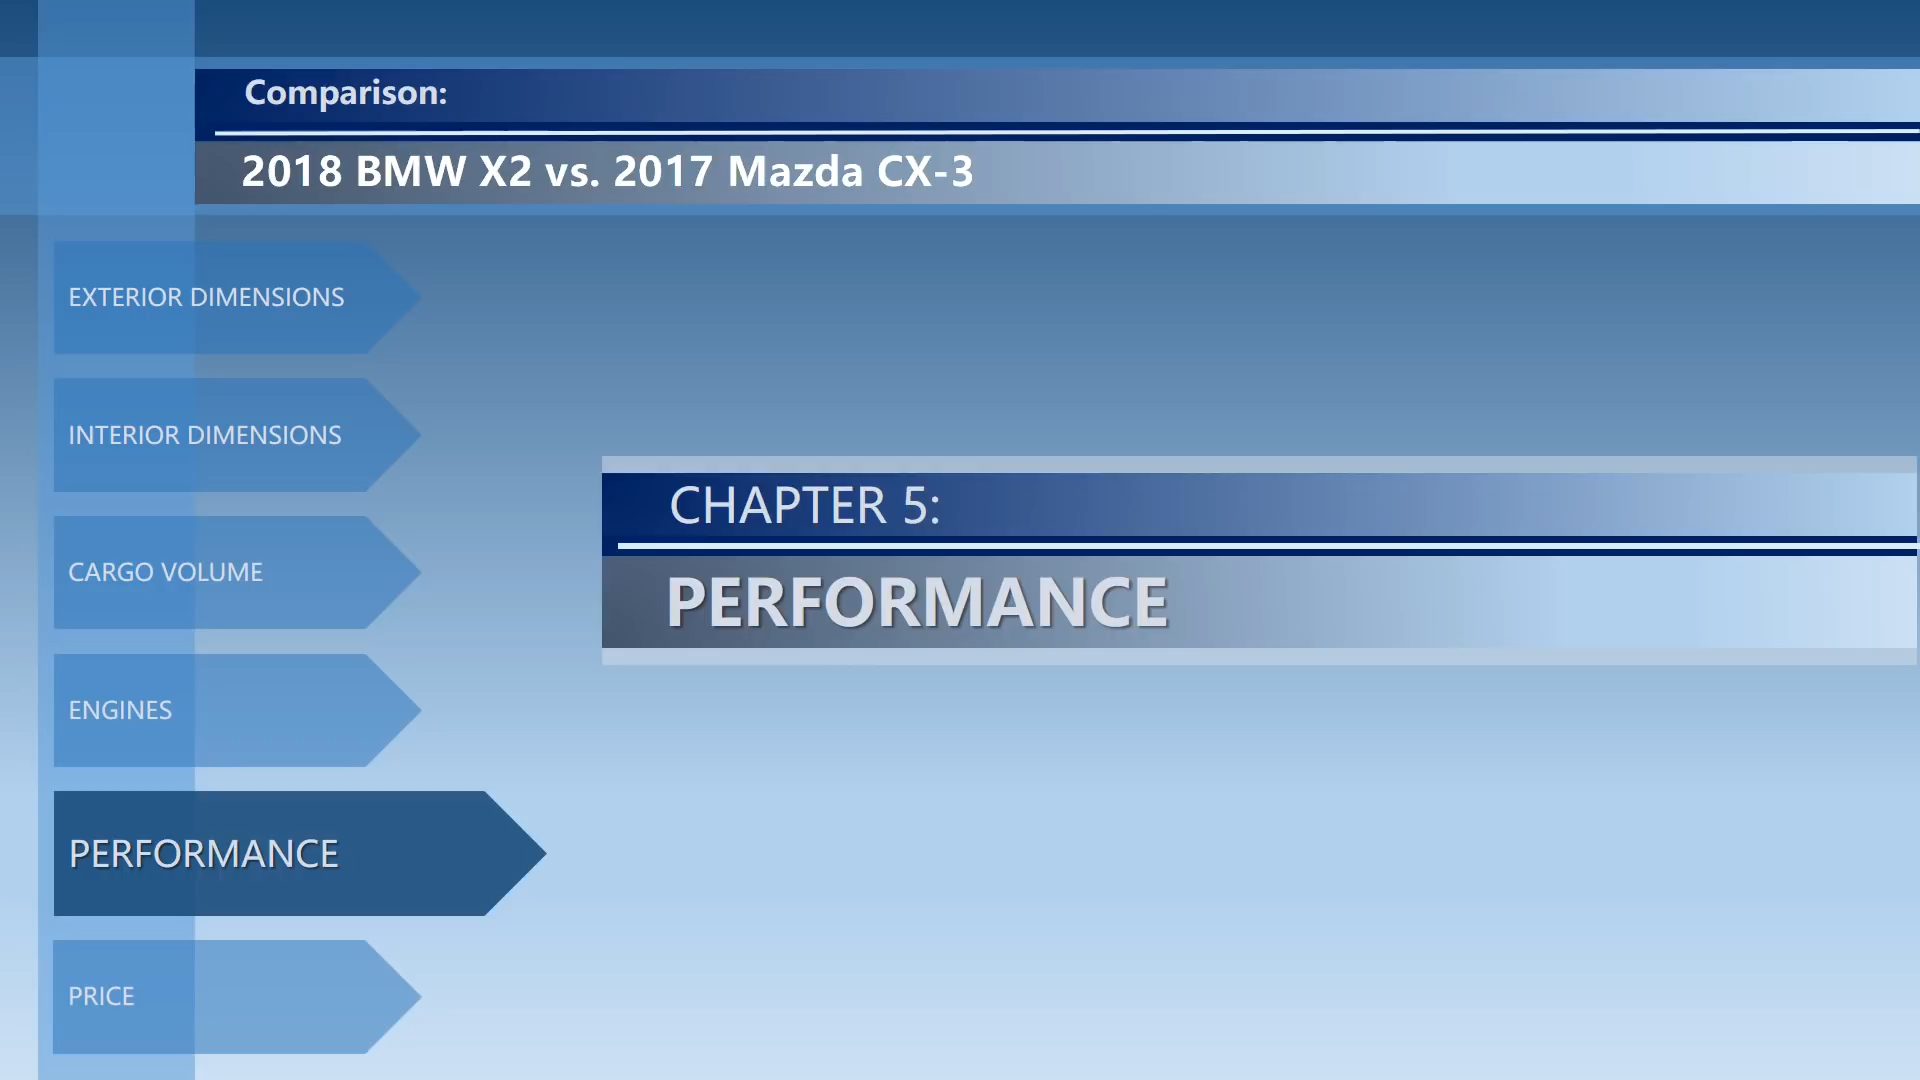 Comparison:
2018 BMW X2 vs. 2017 Mazda CX-3
EXTERIOR DIMENSIONS
INTERIOR DIMENSIONS
CARGO VOLUME
ENGINES
PERFORMANCE
PRICE
CHAPTER 5:
PERFORMANCE